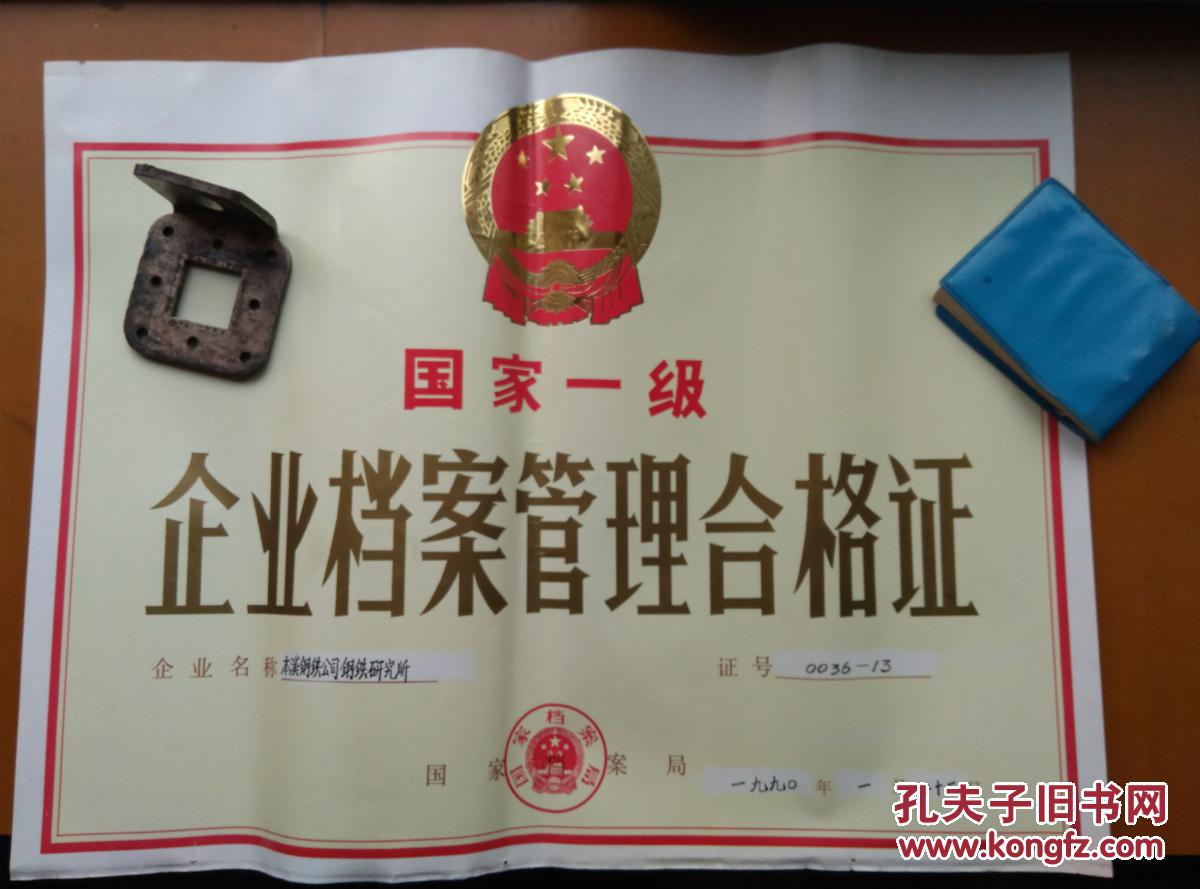 国家一级
企业档案管理合格证
企业名称 本溪钢铁公司钢铁研究所 证号 0036-13
国家档案局
国家档案局 一九九〇年一月
孔夫子旧书网
www.kongfz.com